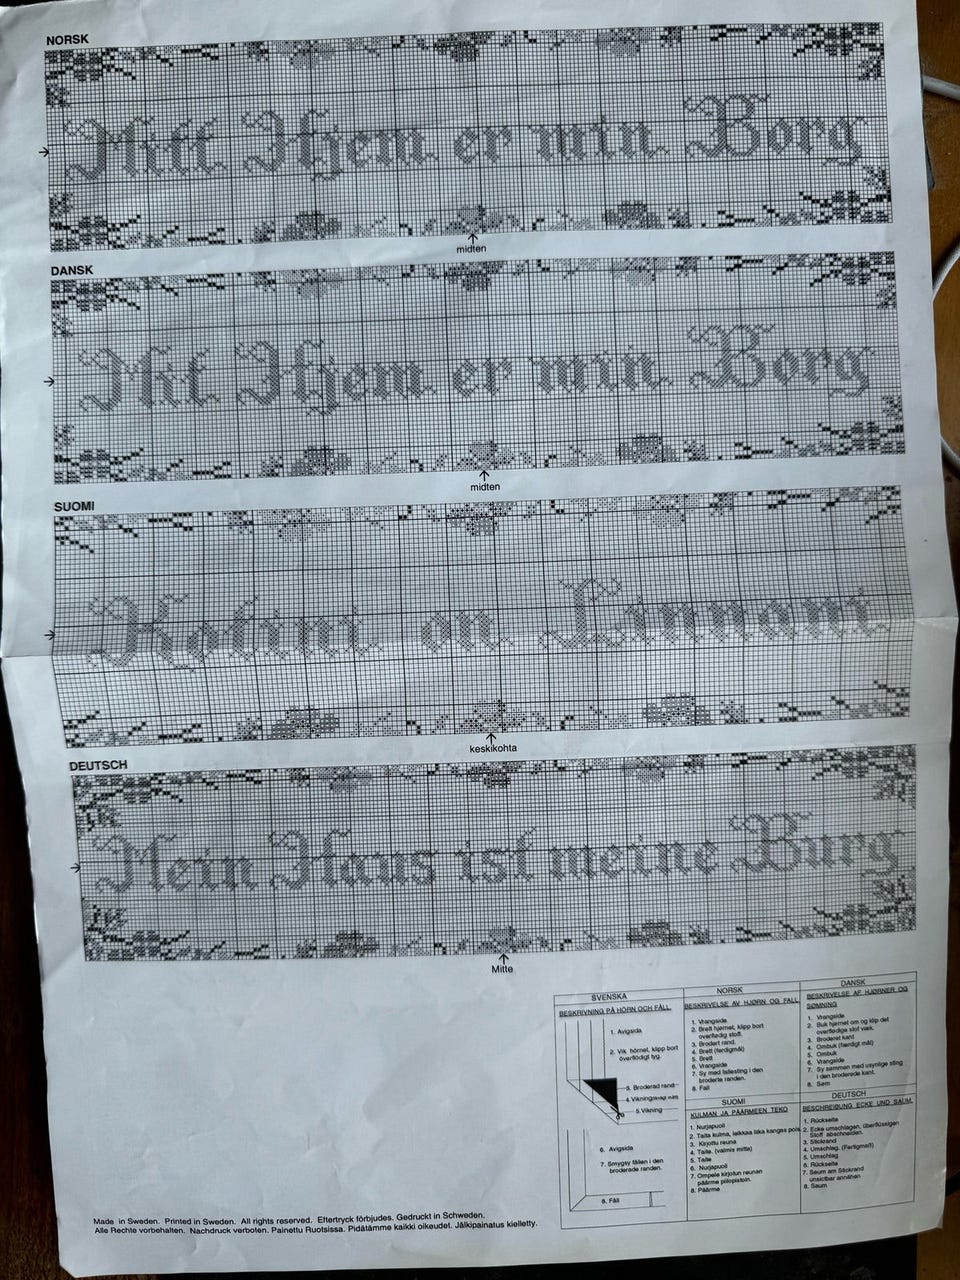 NORSK
Mitt Hjem er min Borg
midten
DANSK
Mit Hjem er min Borg
midten
SUOMI
Kotini on Linnani
keskikohta
DEUTSCH
Mein Haus ist meine Burg
Mitte
SVENSKA
BESKRIVNING PÅ HÖRN OCH FÅLL
1. Avigsida
2. Vik hörnet, klipp bort
överflödigt tyg.
3. Broderad rand
4. Vikningsväg
5. Vikning
6. Avigsida
7. Smygsy fållen i den
broderade randen.
8. Fåll
NORSK
BESKRIVELSE AV HJØRN OG FALL
1. Vrangside
2. Brett hjørnet, klipp bort
overflødig stoff.
3. Brodert rand.
4. Brett (ferdigmål)
5. Brett
6. Vrangside
7. Sy med fallesting i den
broderte randen.
8. Fall
DANSK
BESKRIVELSE AF HJØRNER OG
SØMNING
1. Vrangside
2. Buk hjørnet om og klip det
overflødige stof væk.
3. Broderet kant
4. Ombuk (færdigt mål)
5. Ombuk
6. Vrangside
7. Sy sømmen med usynlige sting
i den broderede kant.
8. Søm
SUOMI
KULMAN JA PÄÄRMEEN TEKO
1. Nurjapuoli
2. Taita kulma, leikkaa liika kangas pois.
3. Kirjottu reuna
4. Taite. (valmis mitta)
5. Taite
6. Nurjapuoli
7. Ompele kirjotun reunan
päärme piilopistoin.
8. Päärme
DEUTSCH
BESCHREIBUNG ECKE UND SAUM.
1. Rückseite
2. Ecke umschlagen, überflüssigen
Stoff abschneiden.
3. Stickrand
4. Umschlag. (Fertigmaß)
5. Umschlag
6. Rückseite
7. Saum am Stickrand
unsichtbar annähen
8. Saum
Made in Sweden. Printed in Sweden. All rights reserved. Eftertryck förbjudes. Gedruckt in Schweden.
Alle Rechte vorbehalten. Nachdruck verboten. Painettu Ruotsissa. Pidätämme kaikki oikeudet. Jälkipainatus kielletty.